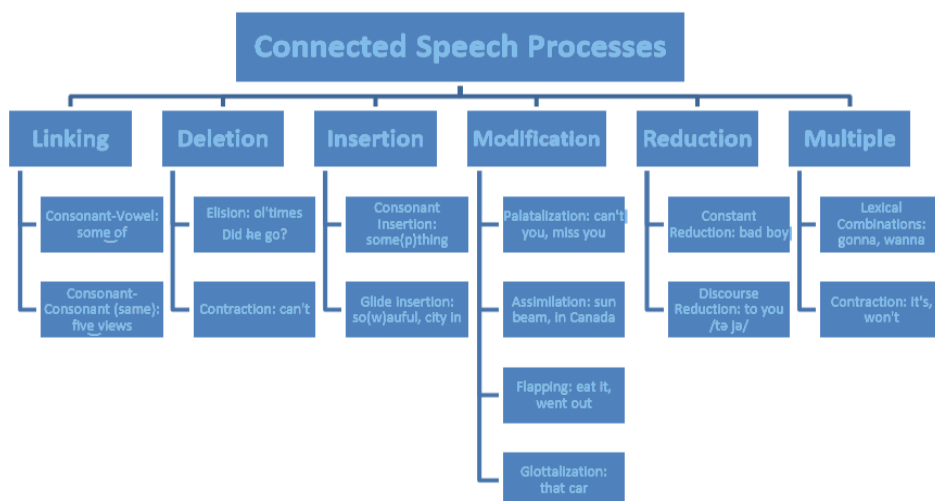 Connected Speech Processes
Linking
Deletion
Insertion
Modification
Reduction
Multiple
Consonant-Vowel:
some of
Consonant-
Consonant (same):
five views
Elision: ol'times
Did he go?
Contraction: can't
Consonant
Insertion:
some(p)thing
Glide Insertion:
so(w)auful, city in
Palatalization: can't
you, miss you
Assimilation: sun
beam, in Canada
Flapping: eat it,
went out
Glottalization:
that car
Constant
Reduction: bad boy
Discourse
Reduction: to you
/tə jə/
Lexical
Combinations:
gonna, wanna
Contraction: it's,
won't